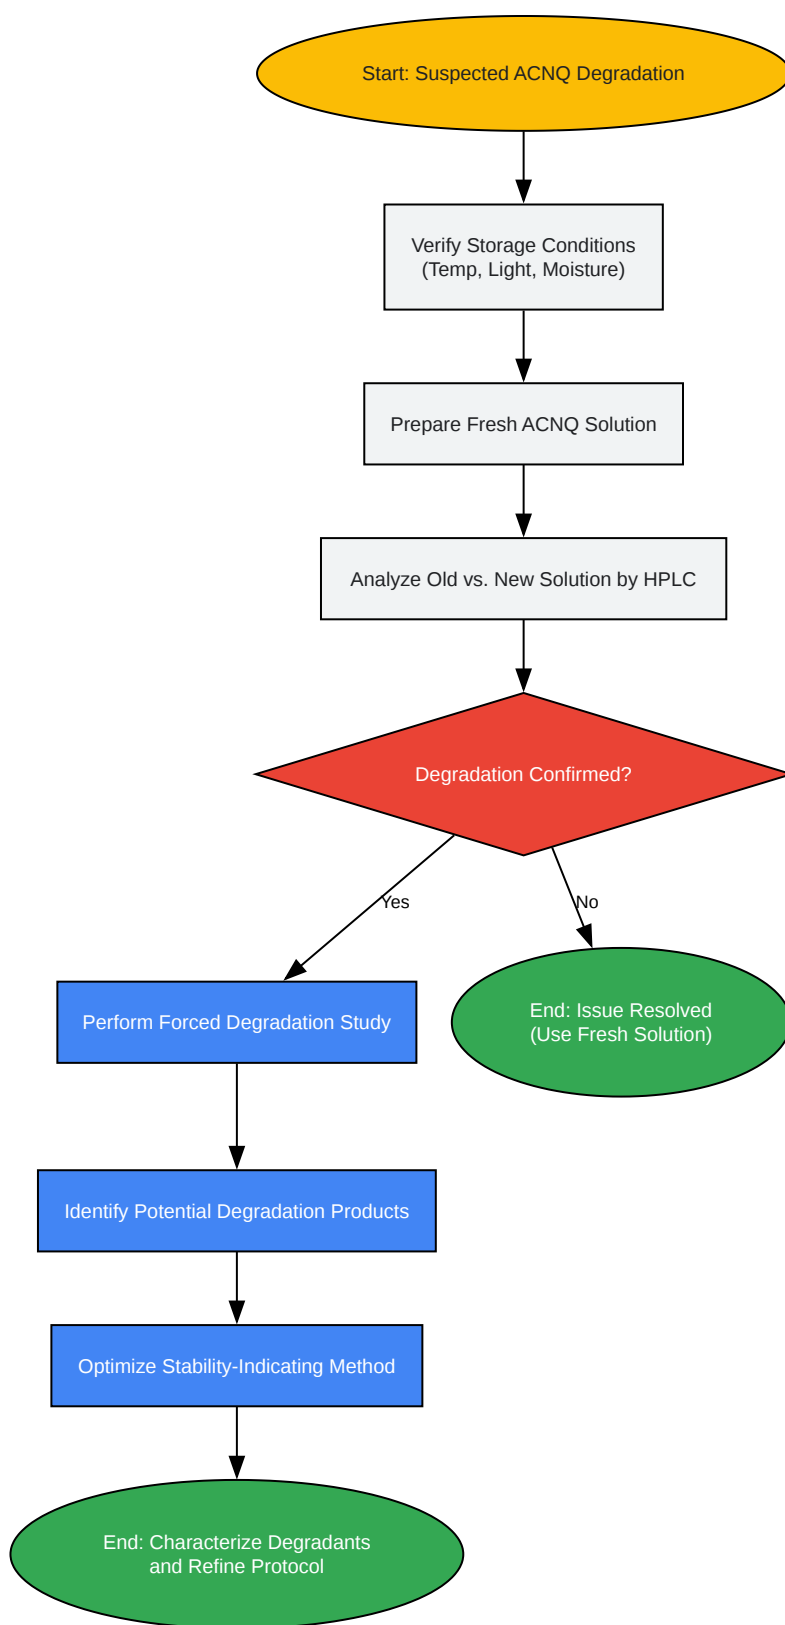 Start: Suspected ACNQ Degradation
Verify Storage Conditions
(Temp, Light, Moisture)
Prepare Fresh ACNQ Solution
Analyze Old vs. New Solution by HPLC
Degradation Confirmed?
Yes
No
Perform Forced Degradation Study
End: Issue Resolved
(Use Fresh Solution)
Identify Potential Degradation Products
Optimize Stability-Indicating Method
End: Characterize Degradants
and Refine Protocol